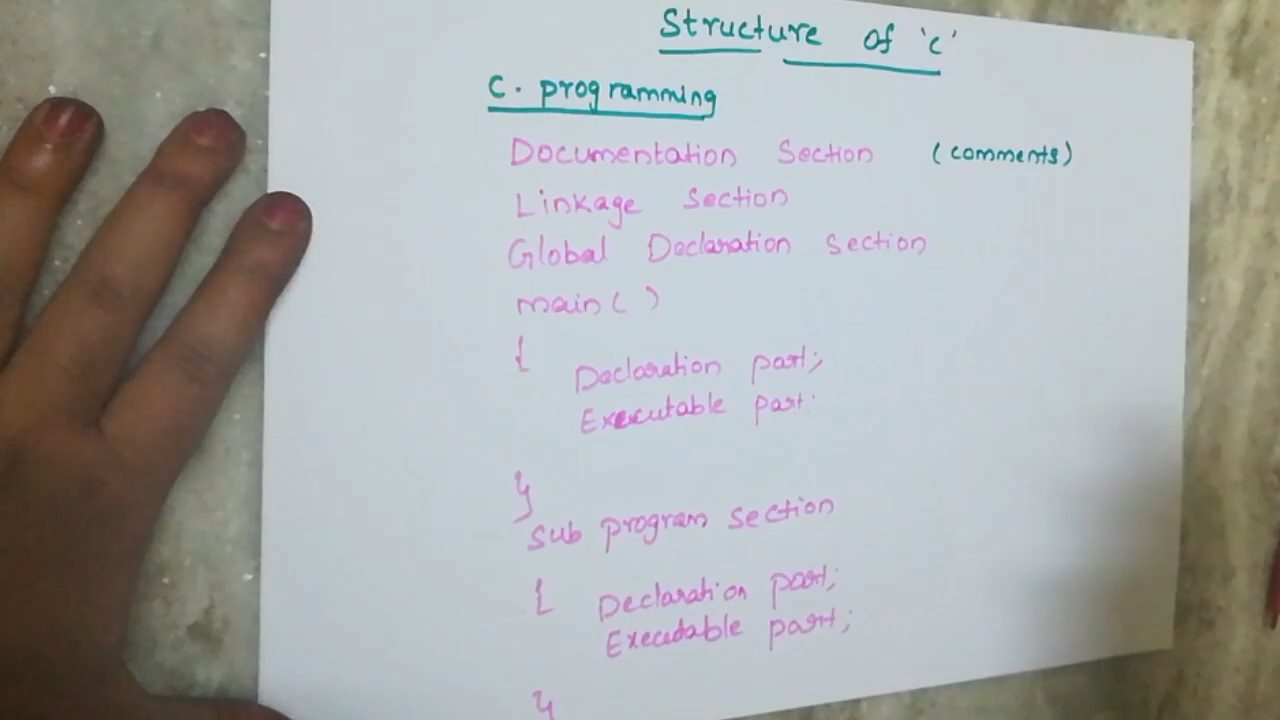 Structure of 'c'
C. programming
Documentation Section (comments)
Linkage Section
Global Declaration Section
main( )
{
Declaration part;
Executable part;
}
Sub program section
{ Declaration part;
Executable part;
}